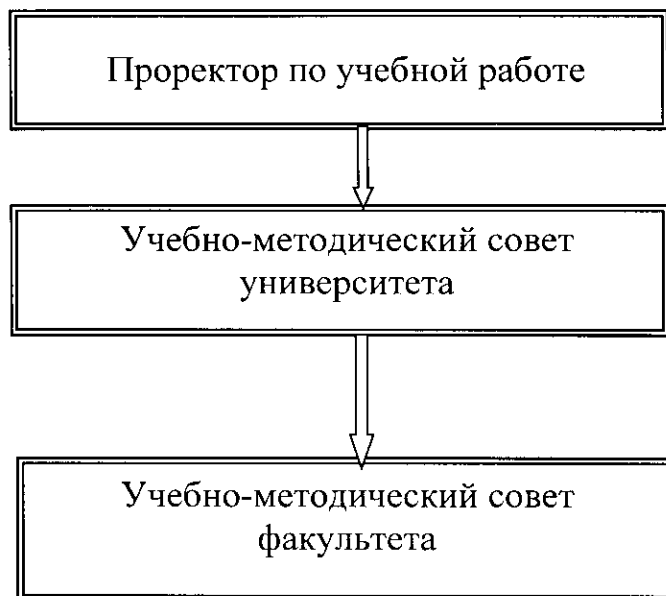 Проректор по учебной работе
Учебно-методический совет
университета
Учебно-методический совет
факультета